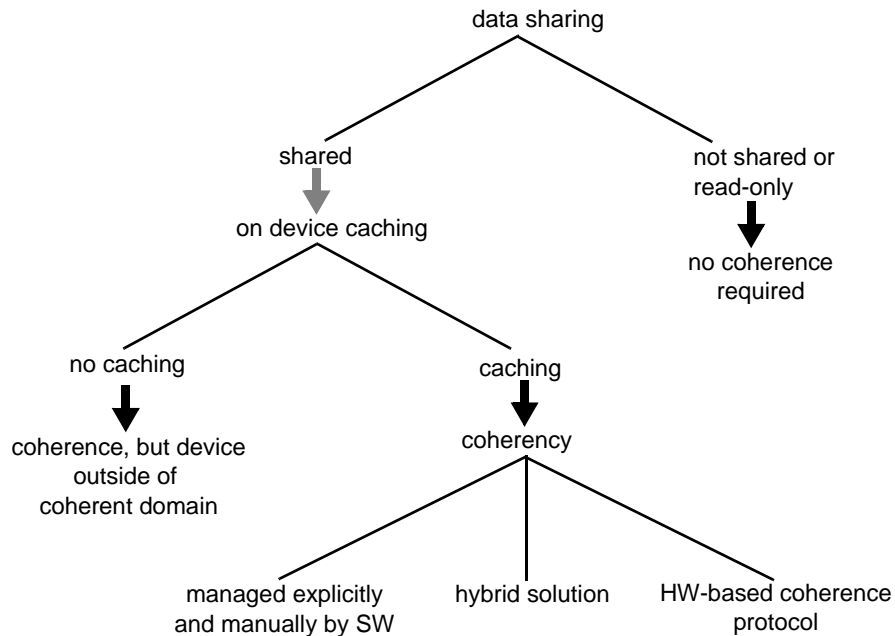 data sharing
shared
not shared or
read-only
on device caching
no coherence
required
no caching
caching
coherence, but device
outside of
coherent domain
coherency
managed explicitly
and manually by SW
hybrid solution
HW-based coherence
protocol